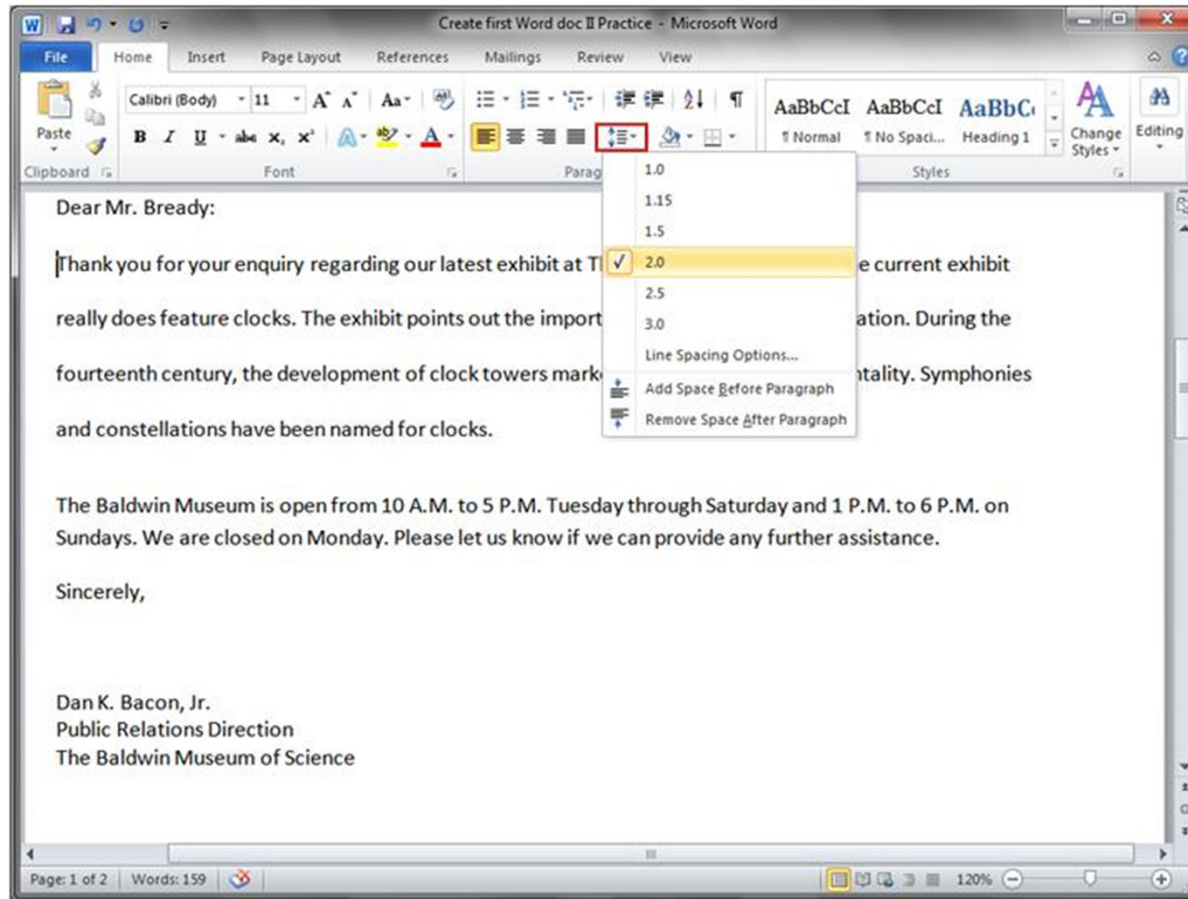 Create first Word doc II Practice - Microsoft Word
File Home Insert Page Layout References Mailings Review View
Calibri (Body) 11 A A Aa
AaBbCcI AaBbCcI AaBbC
Paste B I U abc x, x² A ab A
¶ Normal ¶ No Spaci... Heading 1 Change Styles Editing
Clipboard Font Parag Styles
1.0
1.15
1.5
2.0
2.5
3.0
Line Spacing Options...
Add Space Before Paragraph
Remove Space After Paragraph
Dear Mr. Bready:
Thank you for your enquiry regarding our latest exhibit at T e current exhibit
really does feature clocks. The exhibit points out the import ation. During the
fourteenth century, the development of clock towers mark ntality. Symphonies
and constellations have been named for clocks.
The Baldwin Museum is open from 10 A.M. to 5 P.M. Tuesday through Saturday and 1 P.M. to 6 P.M. on
Sundays. We are closed on Monday. Please let us know if we can provide any further assistance.
Sincerely,
Dan K. Bacon, Jr.
Public Relations Direction
The Baldwin Museum of Science
Page: 1 of 2 Words: 159 120%